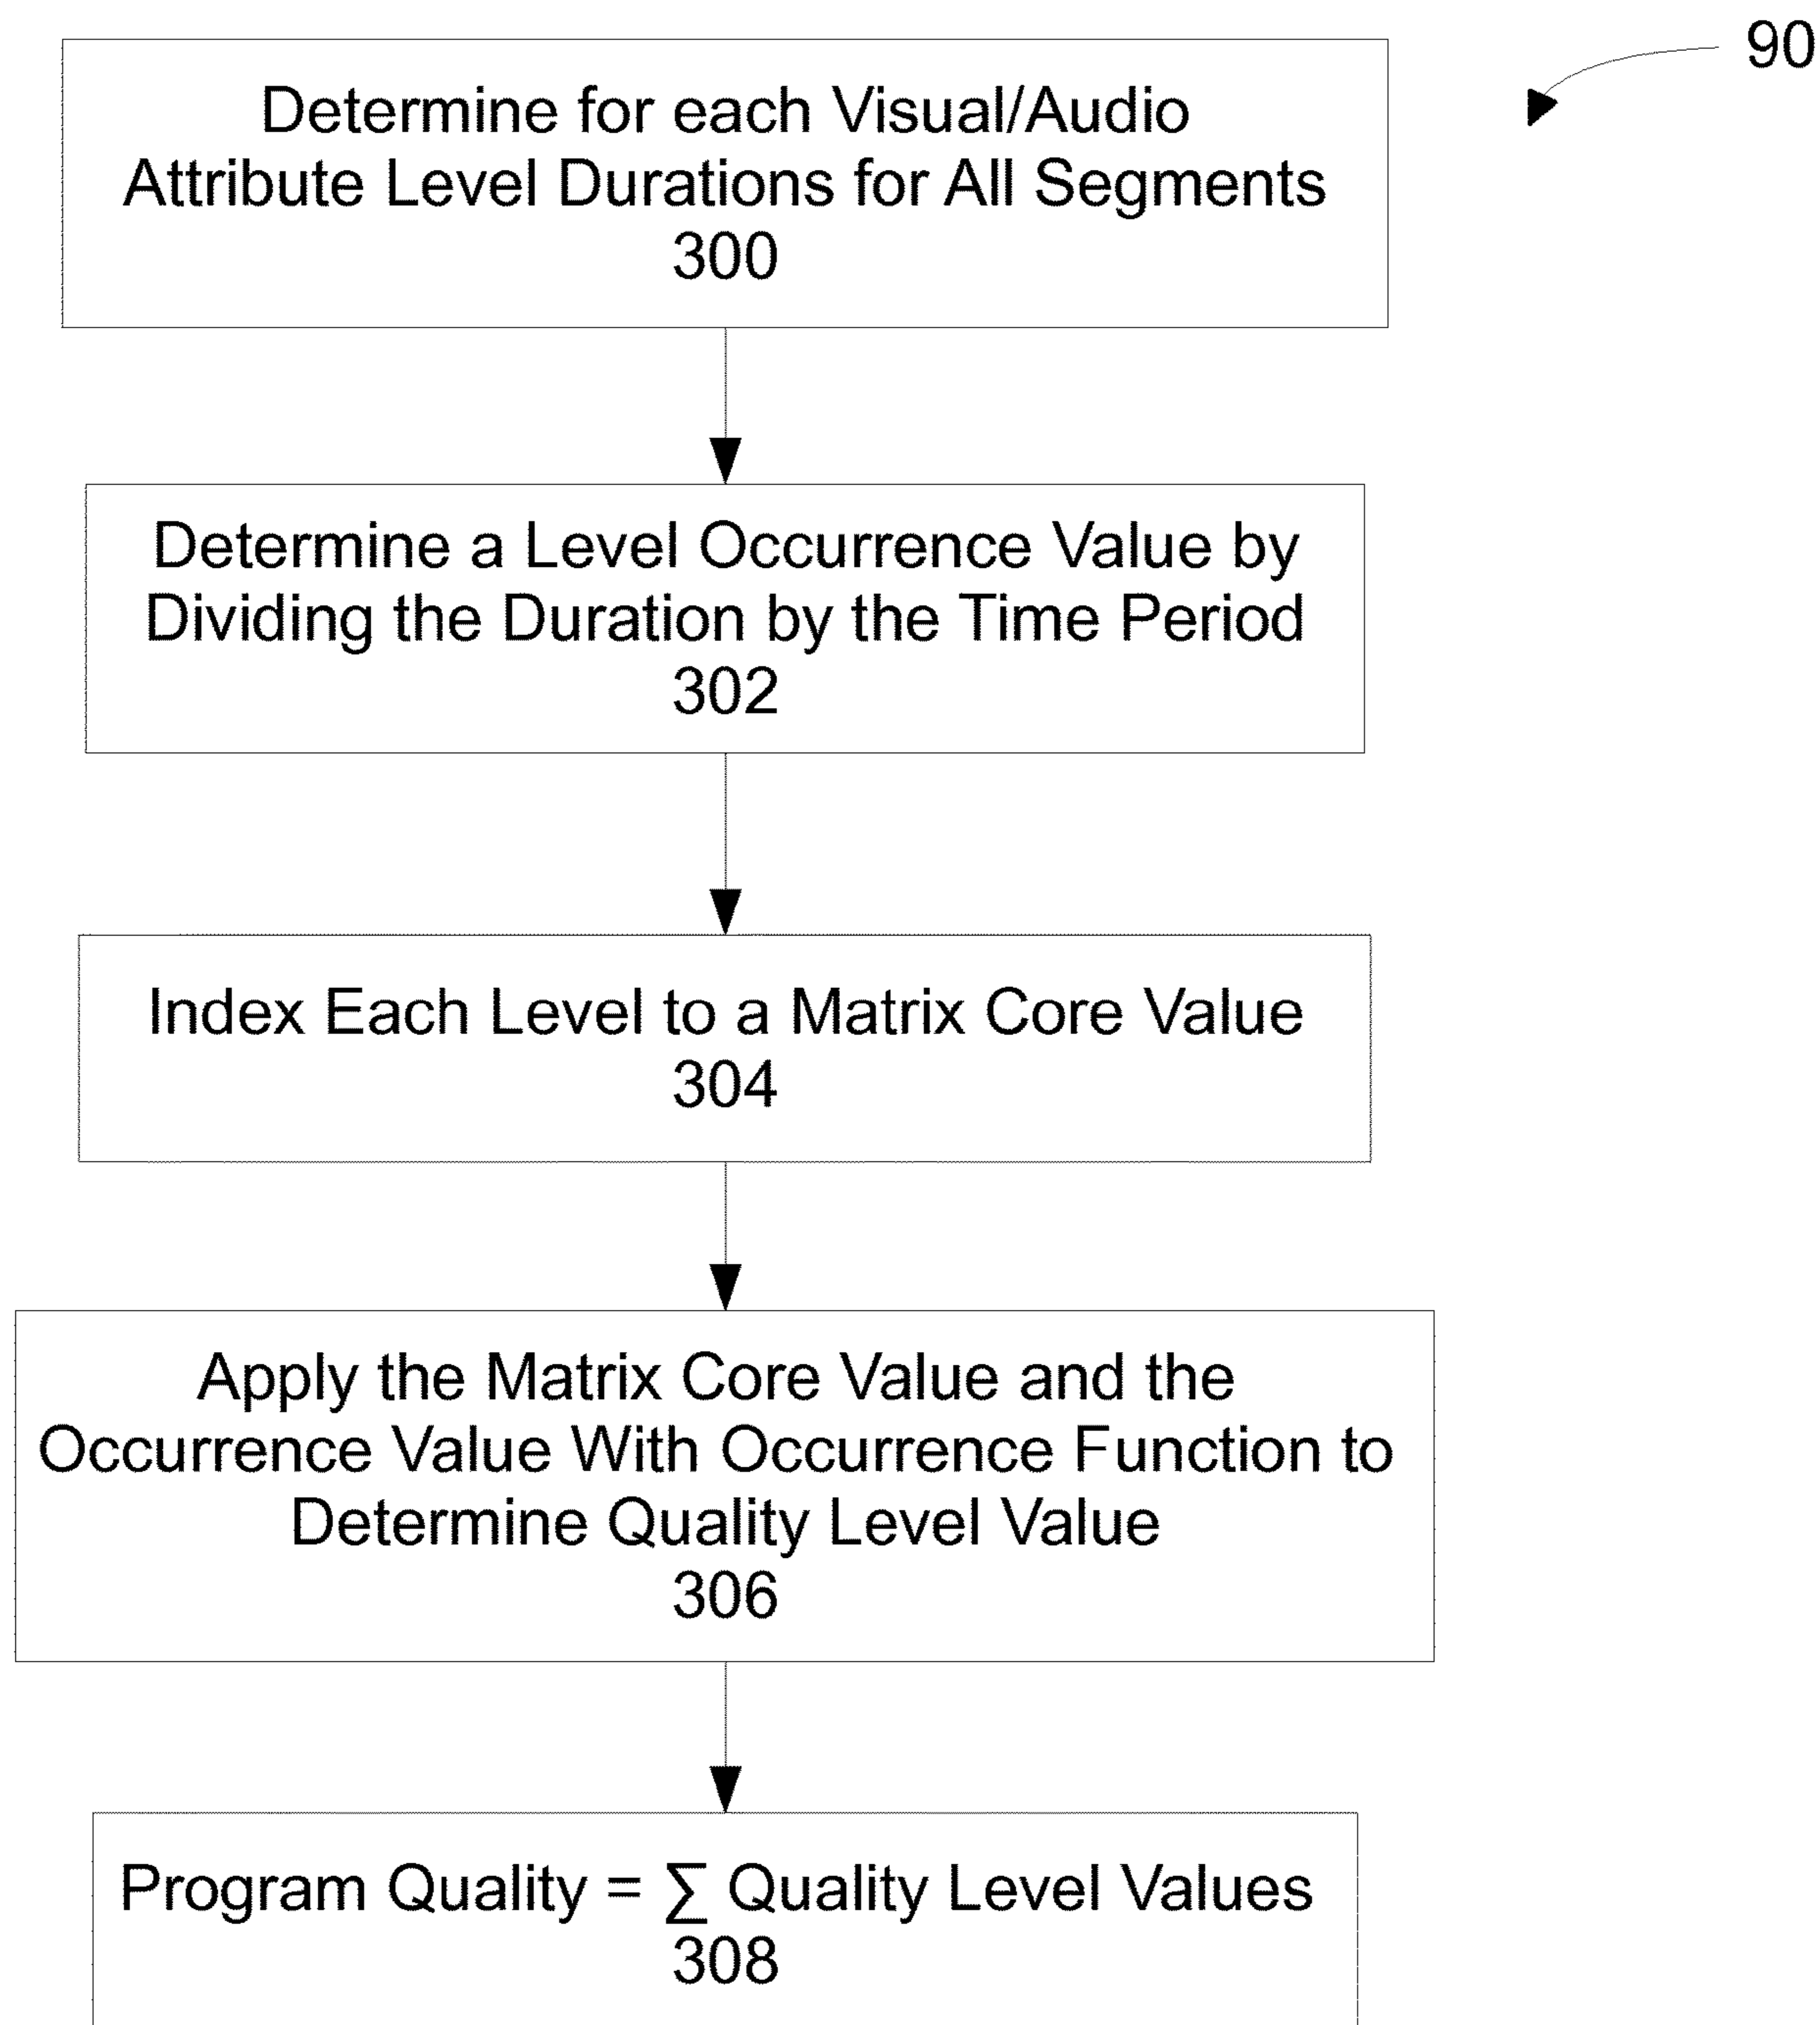 90
Determine for each Visual/Audio
Attribute Level Durations for All Segments
300
Determine a Level Occurrence Value by
Dividing the Duration by the Time Period
302
Index Each Level to a Matrix Core Value
304
Apply the Matrix Core Value and the
Occurrence Value With Occurrence Function to
Determine Quality Level Value
306
Program Quality = ∑ Quality Level Values
308